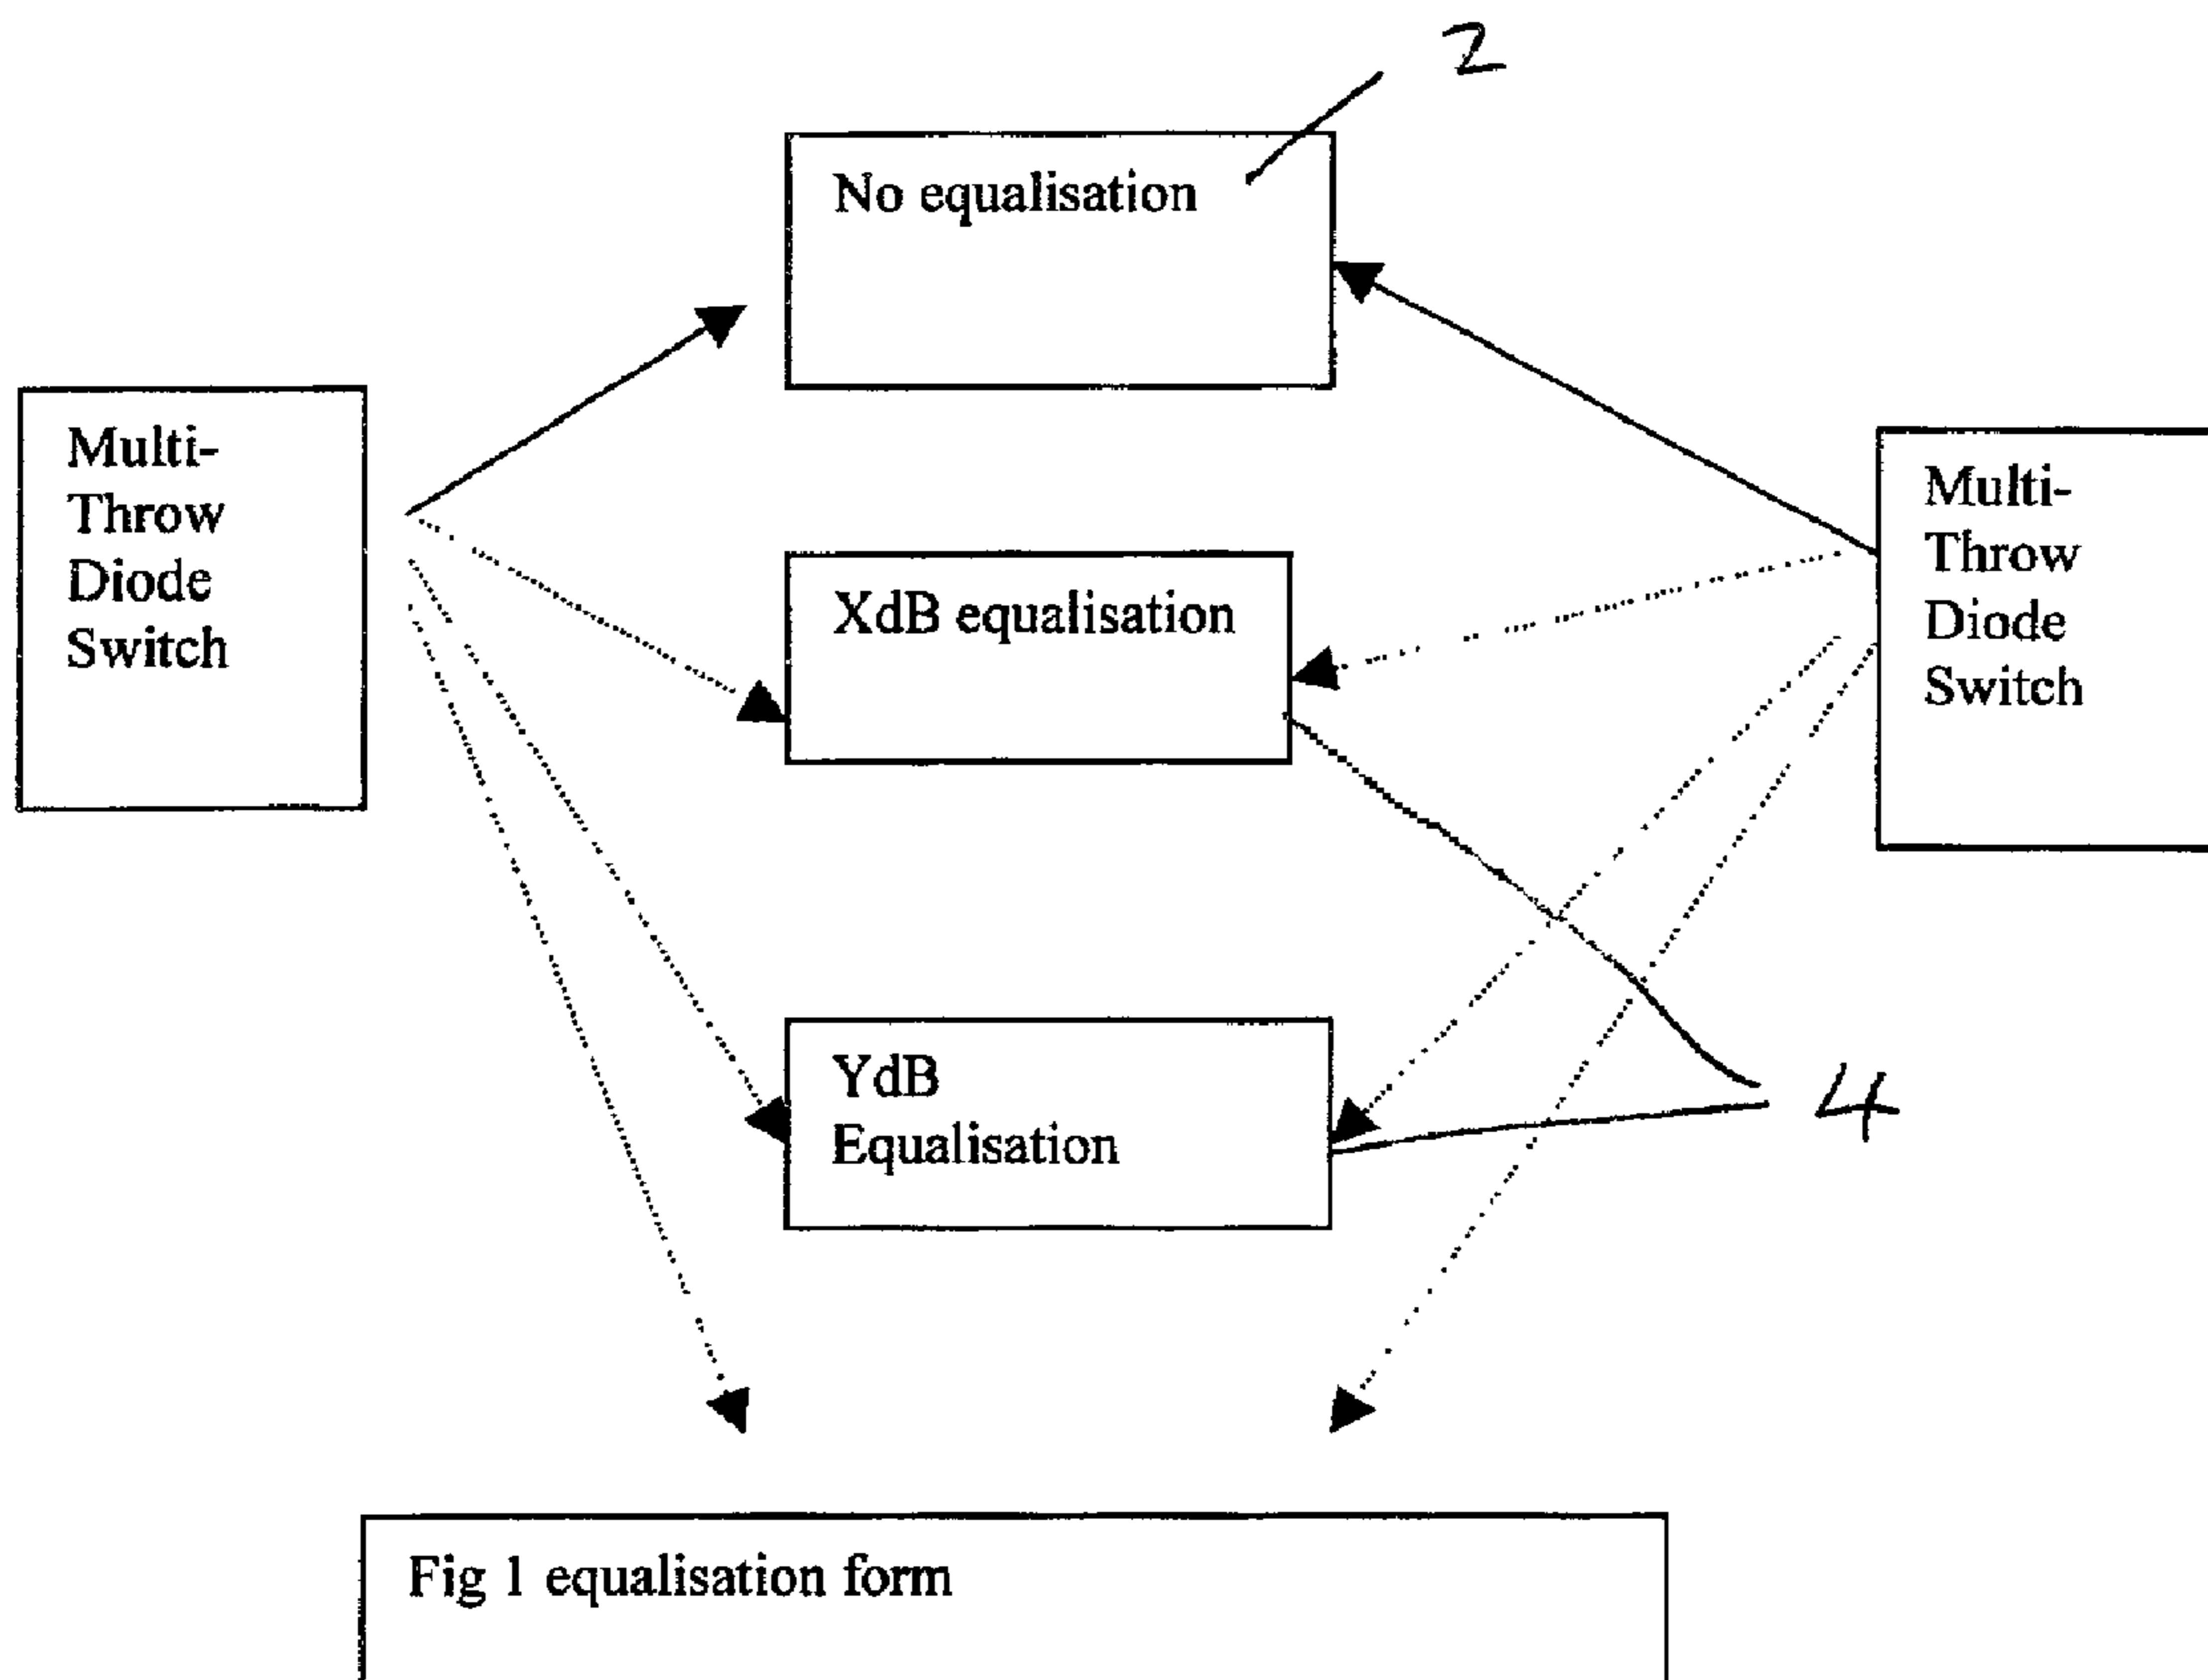 2
No equalisation
Multi-
Throw
Diode
Switch
XdB equalisation
Multi-
Throw
Diode
Switch
YdB
Equalisation
4
Fig 1 equalisation form